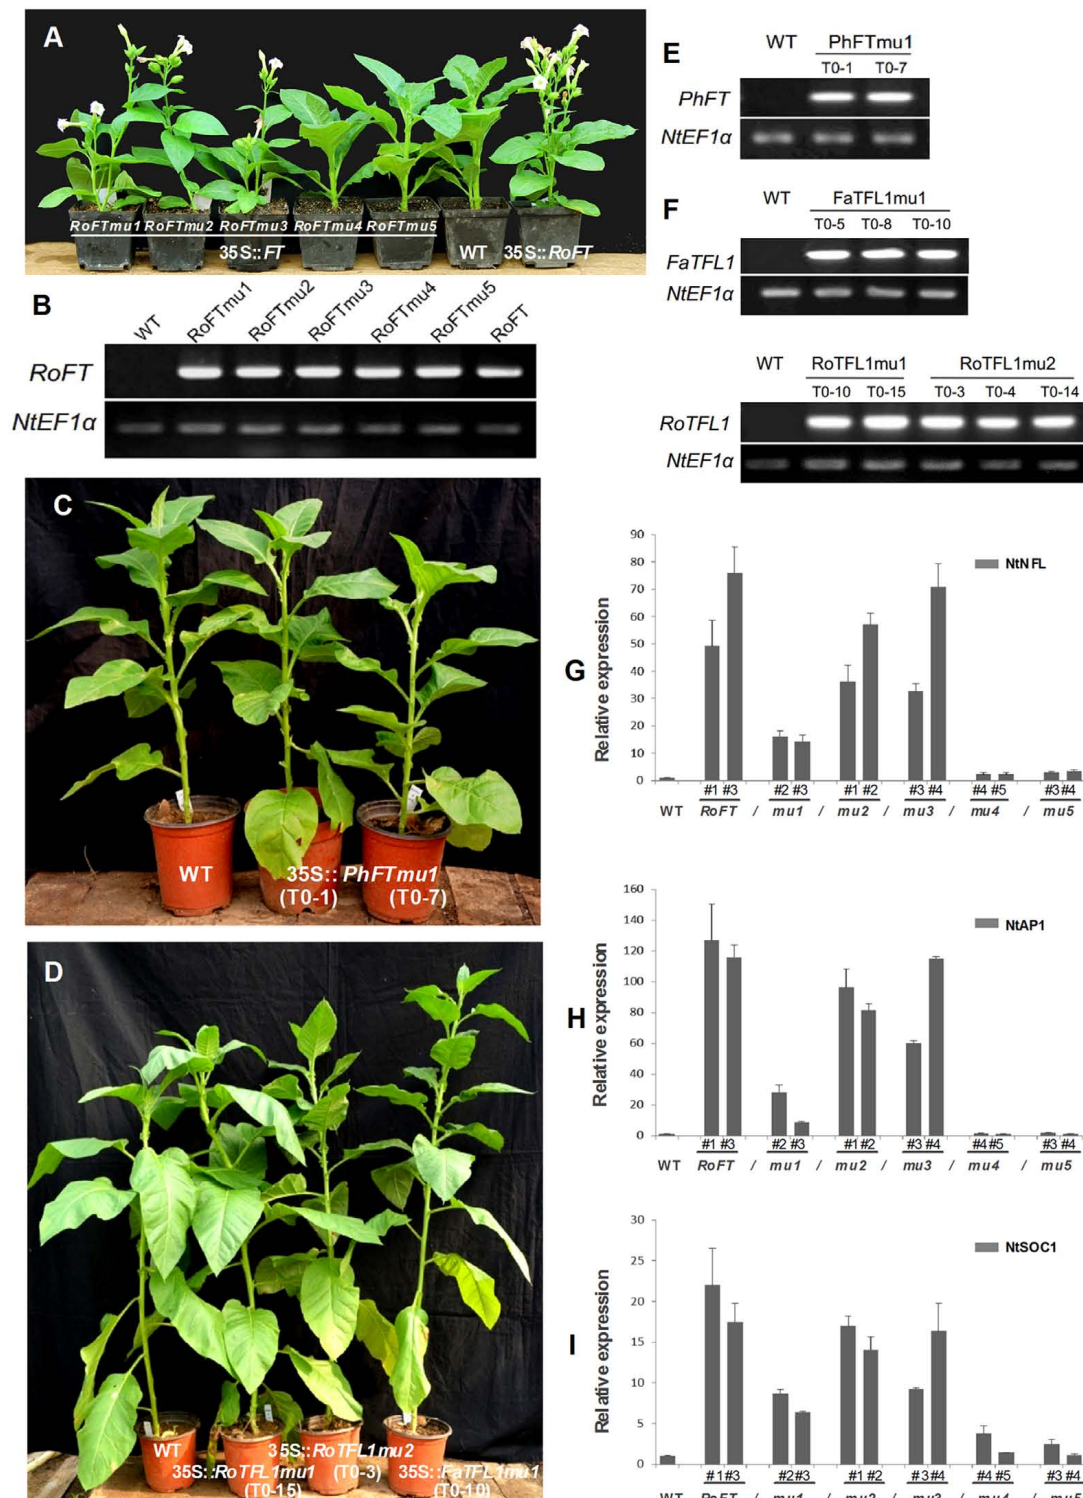 A
RoFTmu1 RoFTmu2 RoFTmu3 RoFTmu4 RoFTmu5
35S::FT WT 35S::RoFT
B
WT RoFTmu1 RoFTmu2 RoFTmu3 RoFTmu4 RoFTmu5 RoFT
RoFT
NtEF1α
C
WT 35S::PhFTmu1
(T0-1) (T0-7)
D
WT 35S::RoTFL1mu2
35S::RoTFL1mu1 (T0-3) 35S::FaTFL1mu1
(T0-15) (T0-10)
E
WT PhFTmu1
T0-1 T0-7
PhFT
NtEF1α
F
WT FaTFL1mu1
T0-5 T0-8 T0-10
FaTFL1
NtEF1α
WT RoTFL1mu1 RoTFL1mu2
T0-10 T0-15 T0-3 T0-4 T0-14
RoTFL1
NtEF1α
G
Relative expression
90
80
70
60
50
40
30
20
10
0
NtNFL
#1 #3 #2 #3 #1 #2 #3 #4 #4 #5 #3 #4
WT RoFT / mu1 / mu2 / mu3 / mu4 / mu5
H
Relative expression
160
140
120
100
80
60
40
20
0
NtAP1
#1 #3 #2 #3 #1 #2 #3 #4 #4 #5 #3 #4
WT RoFT / mu1 / mu2 / mu3 / mu4 / mu5
I
Relative expression
30
25
20
15
10
5
0
NtSOC1
#1 #3 #2 #3 #1 #2 #3 #4 #4 #5 #3 #4
WT RoFT / mu1 / mu2 / mu3 / mu4 / mu5